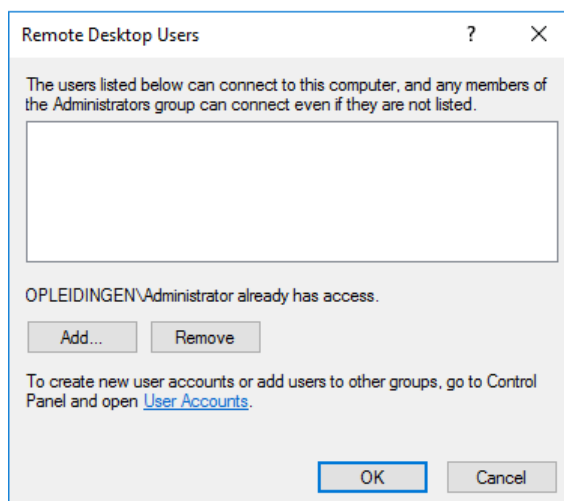 Remote Desktop Users
?
The users listed below can connect to this computer, and any members of
the Administrators group can connect even if they are not listed.
OPLEIDINGEN\Administrator already has access.
Add... Remove
To create new user accounts or add users to other groups, go to Control
Panel and open User Accounts.
OK Cancel